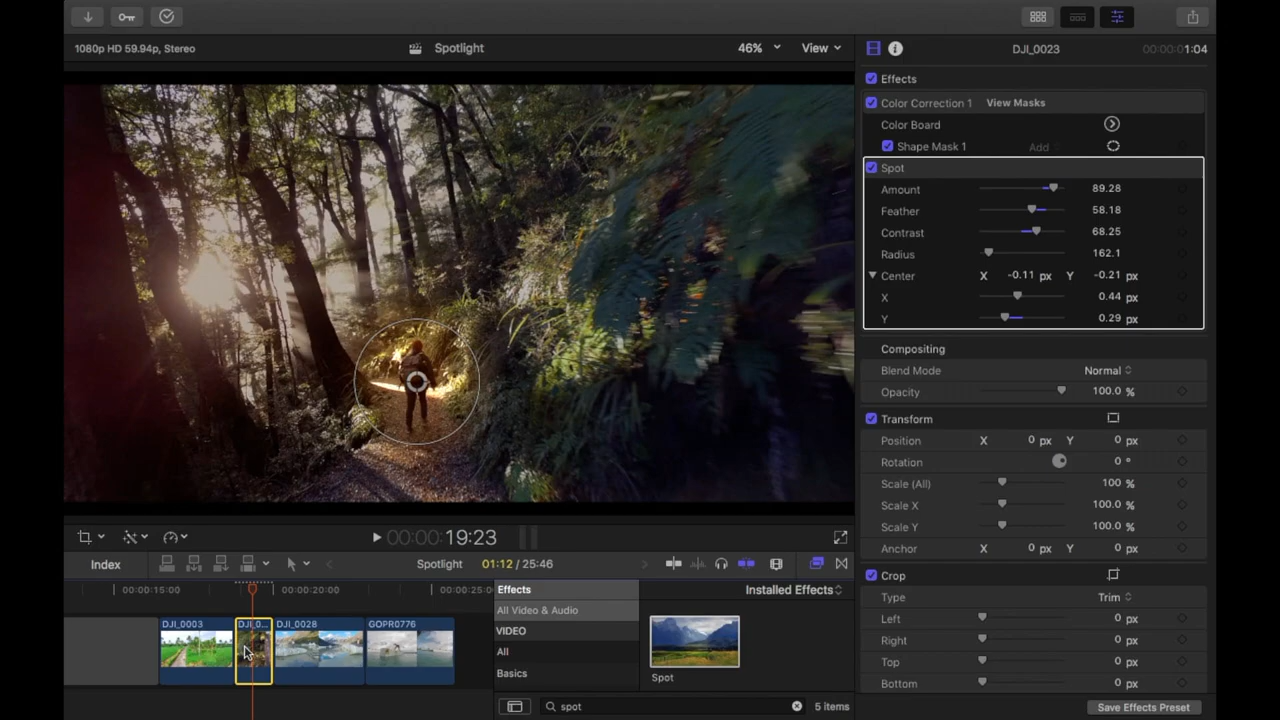 1080p HD 59.94p, Stereo
Spotlight
46%
View
DJI_0023
00:00:01:04
Effects
Color Correction 1 View Masks
Color Board
Shape Mask 1 Add
Spot
Amount 89.28
Feather 58.18
Contrast 68.25
Radius 162.1
Center X -0.11 px Y -0.21 px
X 0.44 px
Y 0.29 px
Compositing
Blend Mode Normal
Opacity 100.0 %
Transform
Position X 0 px Y 0 px
Rotation 0 °
Scale (All) 100 %
Scale X 100.0 %
Scale Y 100.0 %
Anchor X 0 px Y 0 px
Crop
Type Trim
Left 0 px
Right 0 px
Top 0 px
Bottom 0 px
Save Effects Preset
00:00:19:23
Index
Spotlight 01:12 / 25:46
00:00:15:00
00:00:20:00
00:00:25:0
DJI_0003
DJI_0...
DJI_0028
GOPR0776
Effects
Installed Effects
All Video & Audio
VIDEO
All
Basics
Spot
spot
5 items